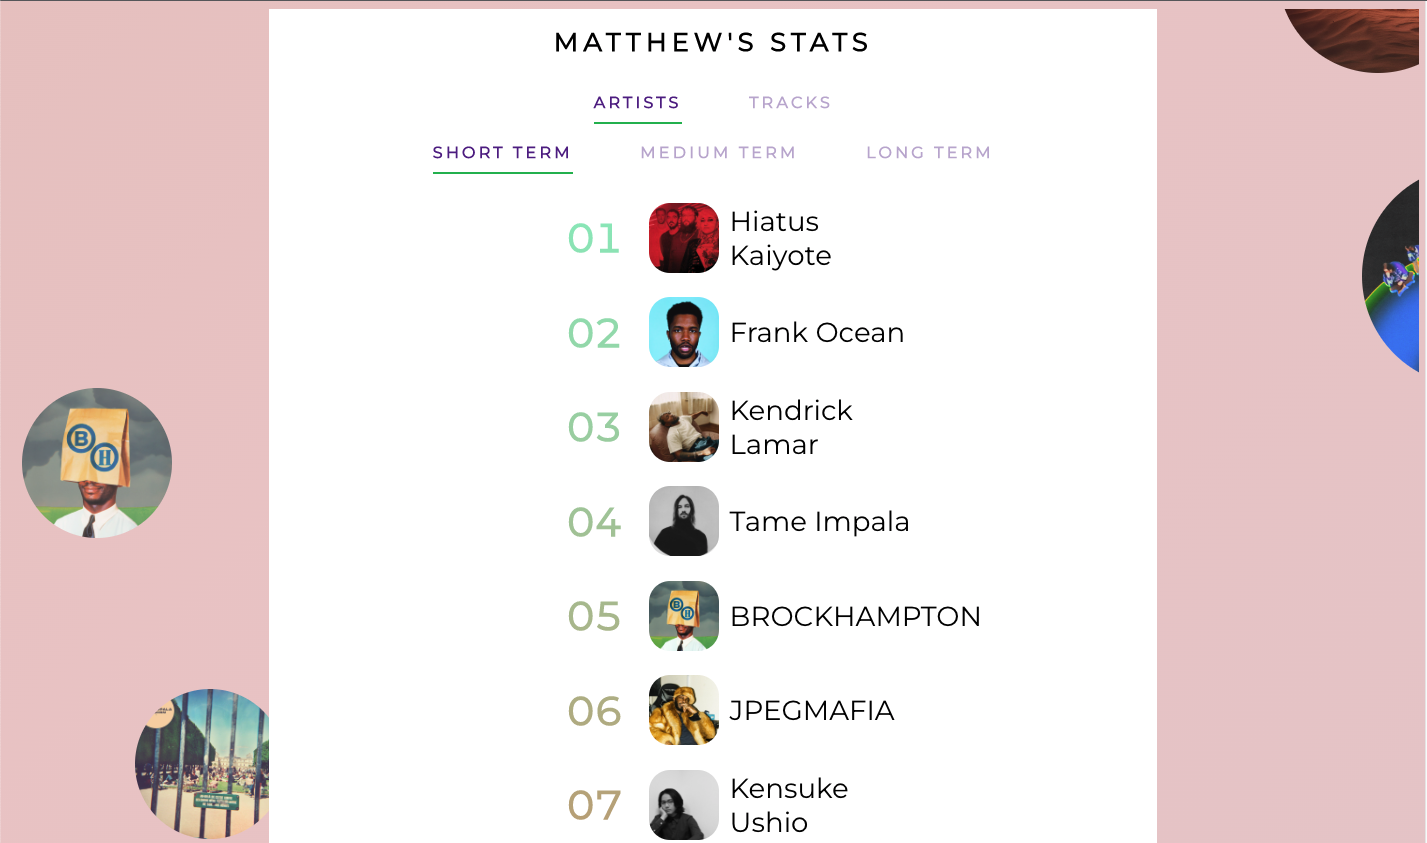 MATTHEW'S STATS
ARTISTS TRACKS
SHORT TERM MEDIUM TERM LONG TERM
01 Hiatus
Kaiyote
02 Frank Ocean
03 Kendrick
Lamar
04 Tame Impala
B
H
05 BROCKHAMPTON
B
H
06 JPEGMAFIA
07 Kensuke
Ushio